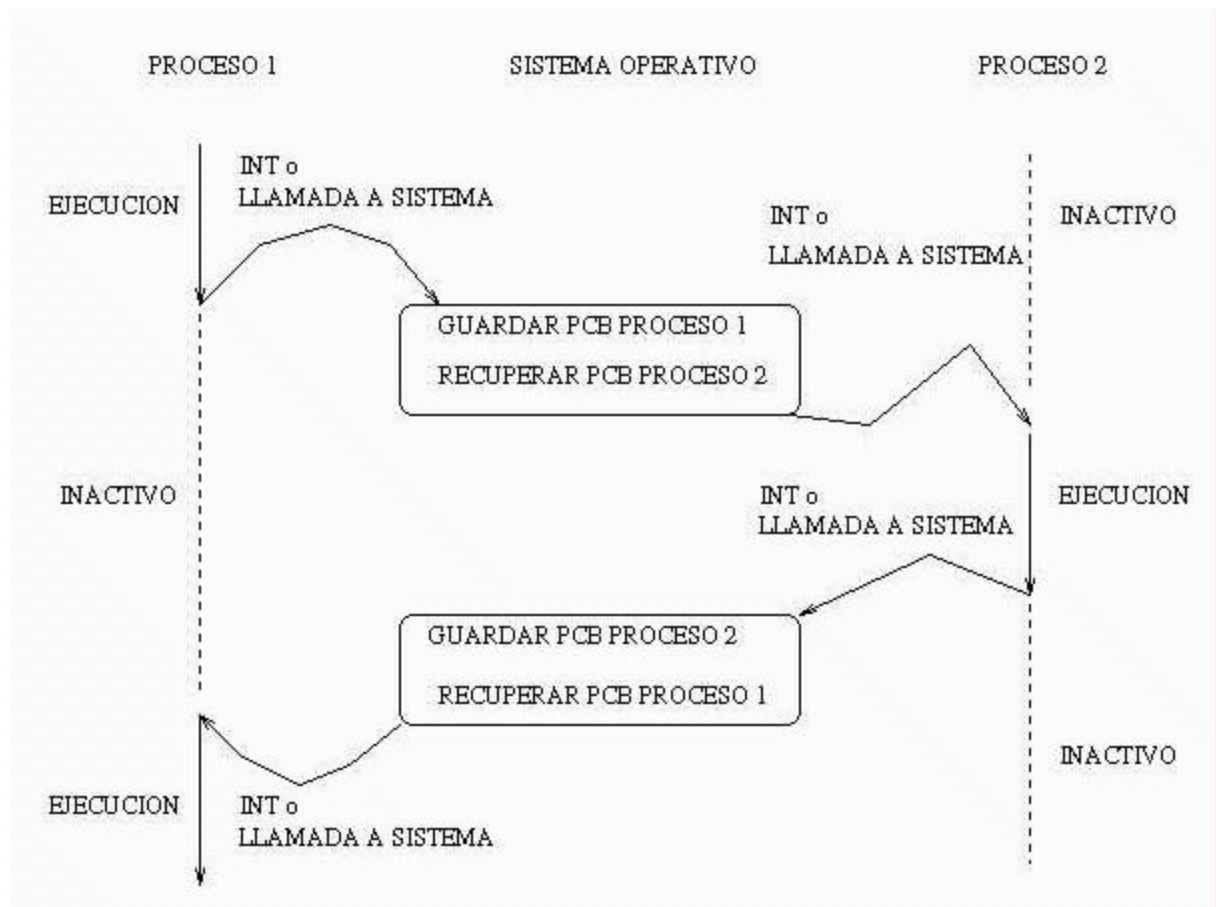 PROCESO 1
SISTEMA OPERATIVO
PROCESO 2
INT o
LLAMADA A SISTEMA
EJECUCION
INT o
LLAMADA A SISTEMA
INACTIVO
GUARDAR PCB PROCESO 1
RECUPERAR PCB PROCESO 2
INACTIVO
INT o
LLAMADA A SISTEMA
EJECUCION
GUARDAR PCB PROCESO 2
RECUPERAR PCB PROCESO 1
INACTIVO
EJECUCION
INT o
LLAMADA A SISTEMA